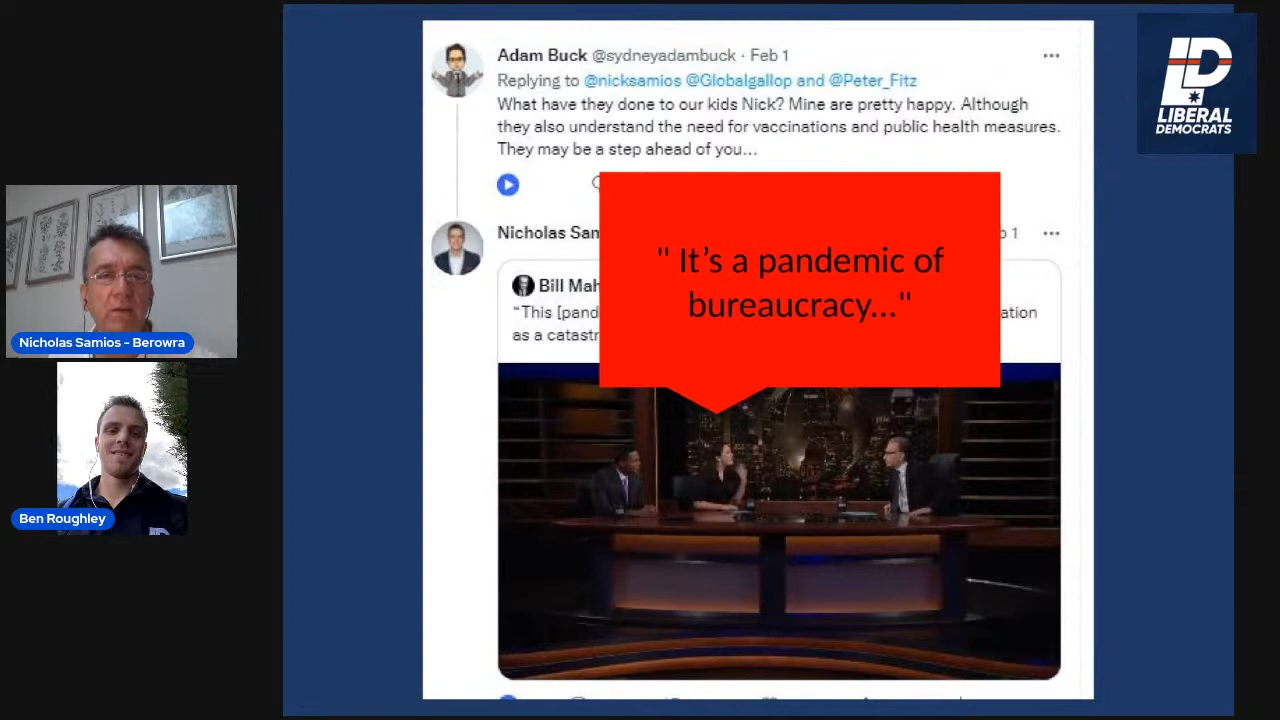 Adam Buck @sydneyadambuck · Feb 1
Replying to @nicksamios @Globalgallop and @Peter_Fitz
What have they done to our kids Nick? Mine are pretty happy. Although
they also understand the need for vaccinations and public health measures.
They may be a step ahead of you...
Nicholas Sam
1
Bill Mah
"This [pand
ation
as a catastr
" It's a pandemic of
bureaucracy..."
LD
LIBERAL
DEMOCRATS
Nicholas Samios - Berowra
Ben Roughley